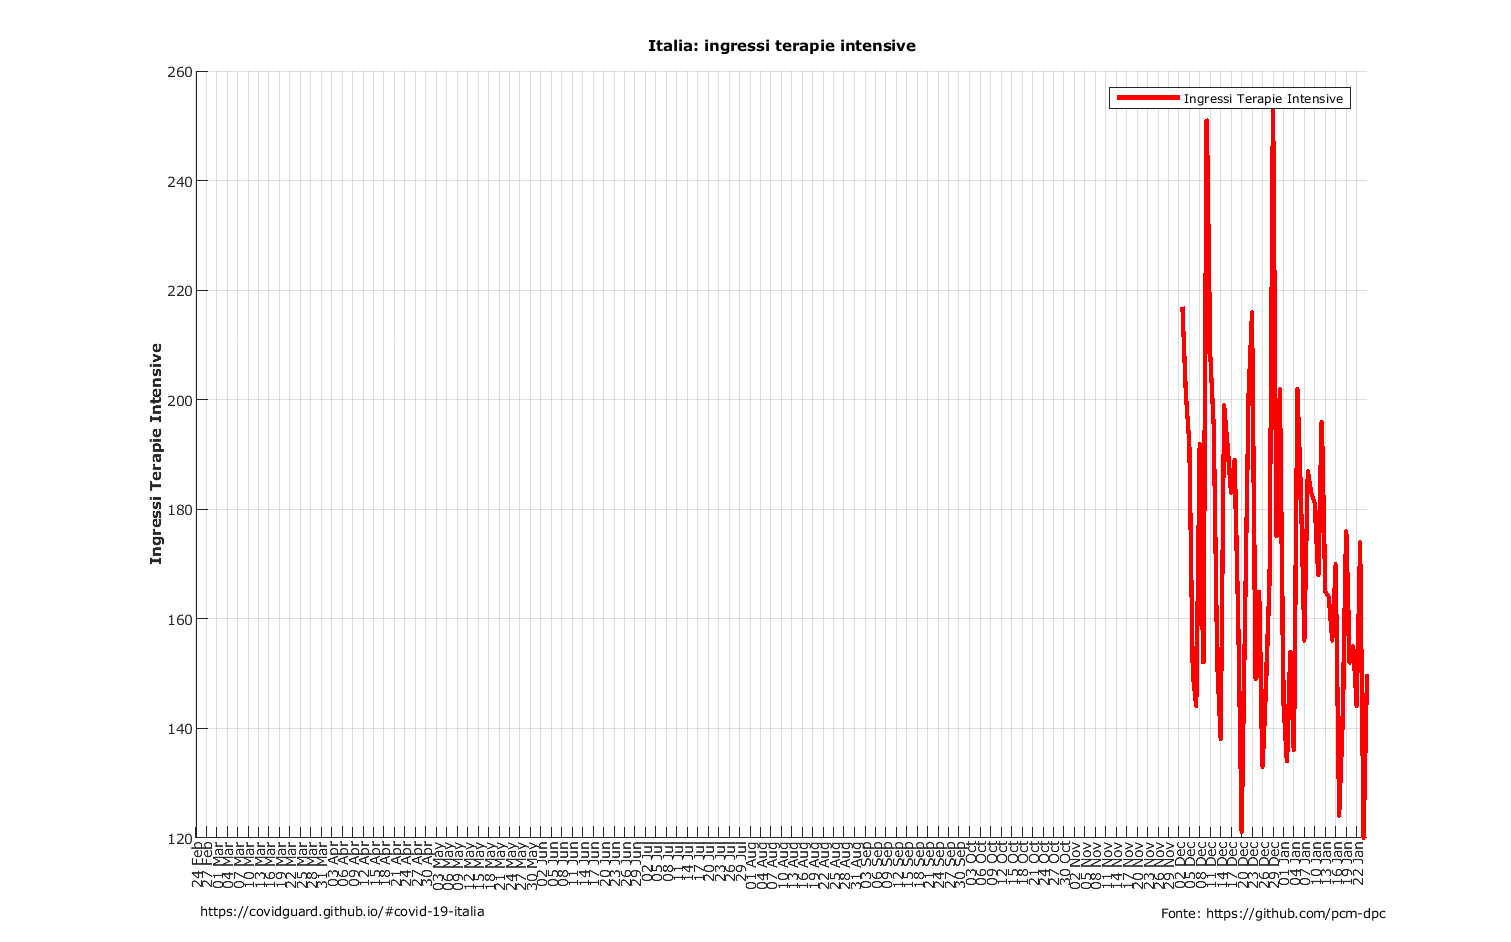 Italia: ingressi terapie intensive
Ingressi Terapie Intensive
260
240
220
200
180
160
140
120
Ingressi Terapie Intensive
24 Feb
27 Feb
01 Mar
04 Mar
07 Mar
10 Mar
13 Mar
16 Mar
19 Mar
22 Mar
25 Mar
28 Mar
31 Mar
03 Apr
06 Apr
09 Apr
12 Apr
15 Apr
18 Apr
21 Apr
24 Apr
27 Apr
30 Apr
03 May
06 May
09 May
12 May
15 May
18 May
21 May
24 May
27 May
30 May
02 Jun
05 Jun
08 Jun
11 Jun
14 Jun
17 Jun
20 Jun
23 Jun
26 Jun
29 Jun
02 Jul
05 Jul
08 Jul
11 Jul
14 Jul
17 Jul
20 Jul
23 Jul
26 Jul
29 Jul
01 Aug
04 Aug
07 Aug
10 Aug
13 Aug
16 Aug
19 Aug
22 Aug
25 Aug
28 Aug
31 Aug
03 Sep
06 Sep
09 Sep
12 Sep
15 Sep
18 Sep
21 Sep
24 Sep
27 Sep
30 Sep
03 Oct
06 Oct
09 Oct
12 Oct
15 Oct
18 Oct
21 Oct
24 Oct
27 Oct
30 Oct
02 Nov
05 Nov
08 Nov
11 Nov
14 Nov
17 Nov
20 Nov
23 Nov
26 Nov
29 Nov
02 Dec
05 Dec
08 Dec
11 Dec
14 Dec
17 Dec
20 Dec
23 Dec
26 Dec
29 Dec
01 Jan
04 Jan
07 Jan
10 Jan
13 Jan
16 Jan
19 Jan
22 Jan
https://covidguard.github.io/#covid-19-italia
Fonte: https://github.com/pcm-dpc